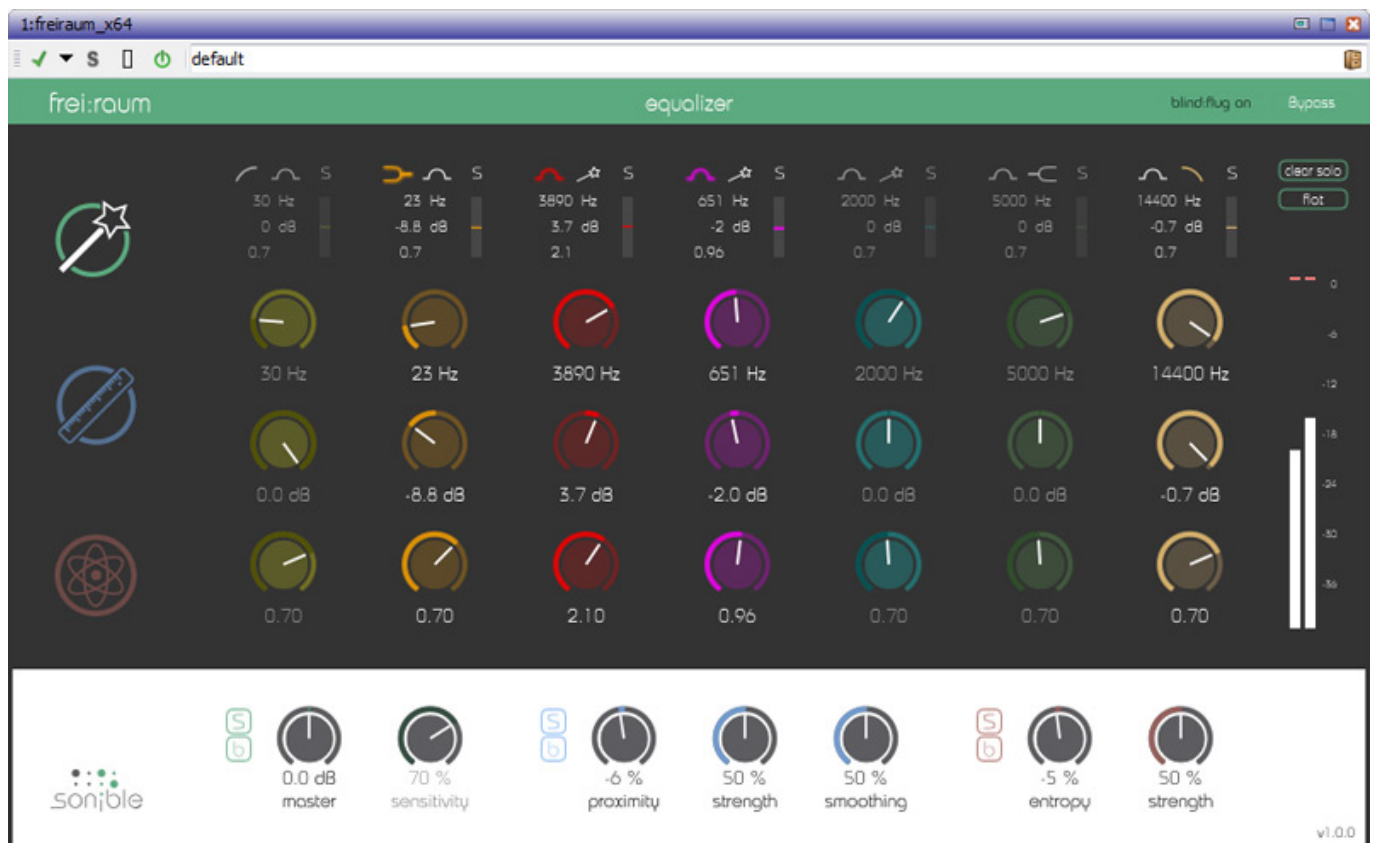 1:freiraum_x64
S default
frei:raum equalizer blind:flug on Bypass
S S S S S S S clear solo
30 Hz 23 Hz 3890 Hz 651 Hz 2000 Hz 5000 Hz 14400 Hz flat
0 dB -8.8 dB 3.7 dB -2 dB 0 dB 0 dB -0.7 dB
0.7 0.7 2.1 0.96 0.7 0.7 0.7
0
-6
30 Hz 23 Hz 3890 Hz 651 Hz 2000 Hz 5000 Hz 14400 Hz
-12
-18
0.0 dB -8.8 dB 3.7 dB -2.0 dB 0.0 dB 0.0 dB -0.7 dB
-24
-30
-36
0.70 0.70 2.10 0.96 0.70 0.70 0.70
S S S
b b b
0.0 dB 70 % -6 % 50 % 50 % -5 % 50 %
sonible master sensitivity proximity strength smoothing entropy strength
v1.0.0